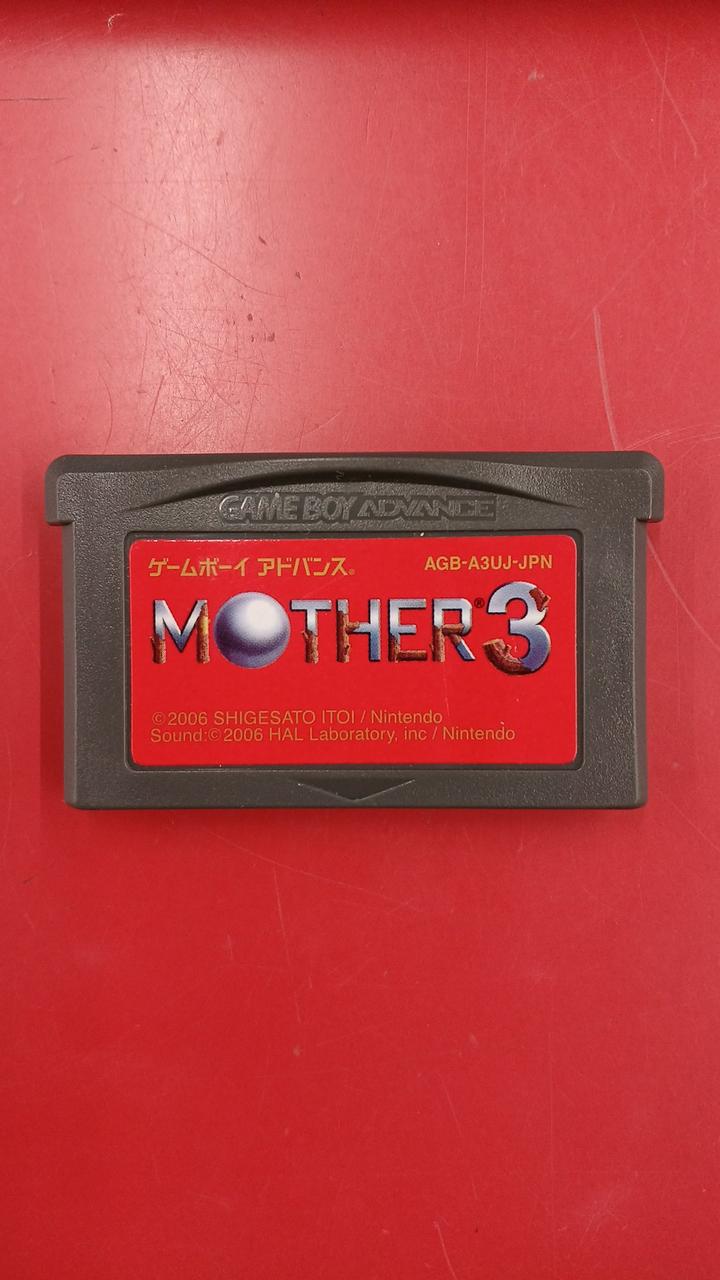 GAME BOY ADVANCE
ゲームボーイ アドバンス® AGB-A3UJ-JPN
MOTHER®3
©2006 SHIGESATO ITOI / Nintendo
Sound:©2006 HAL Laboratory, inc / Nintendo